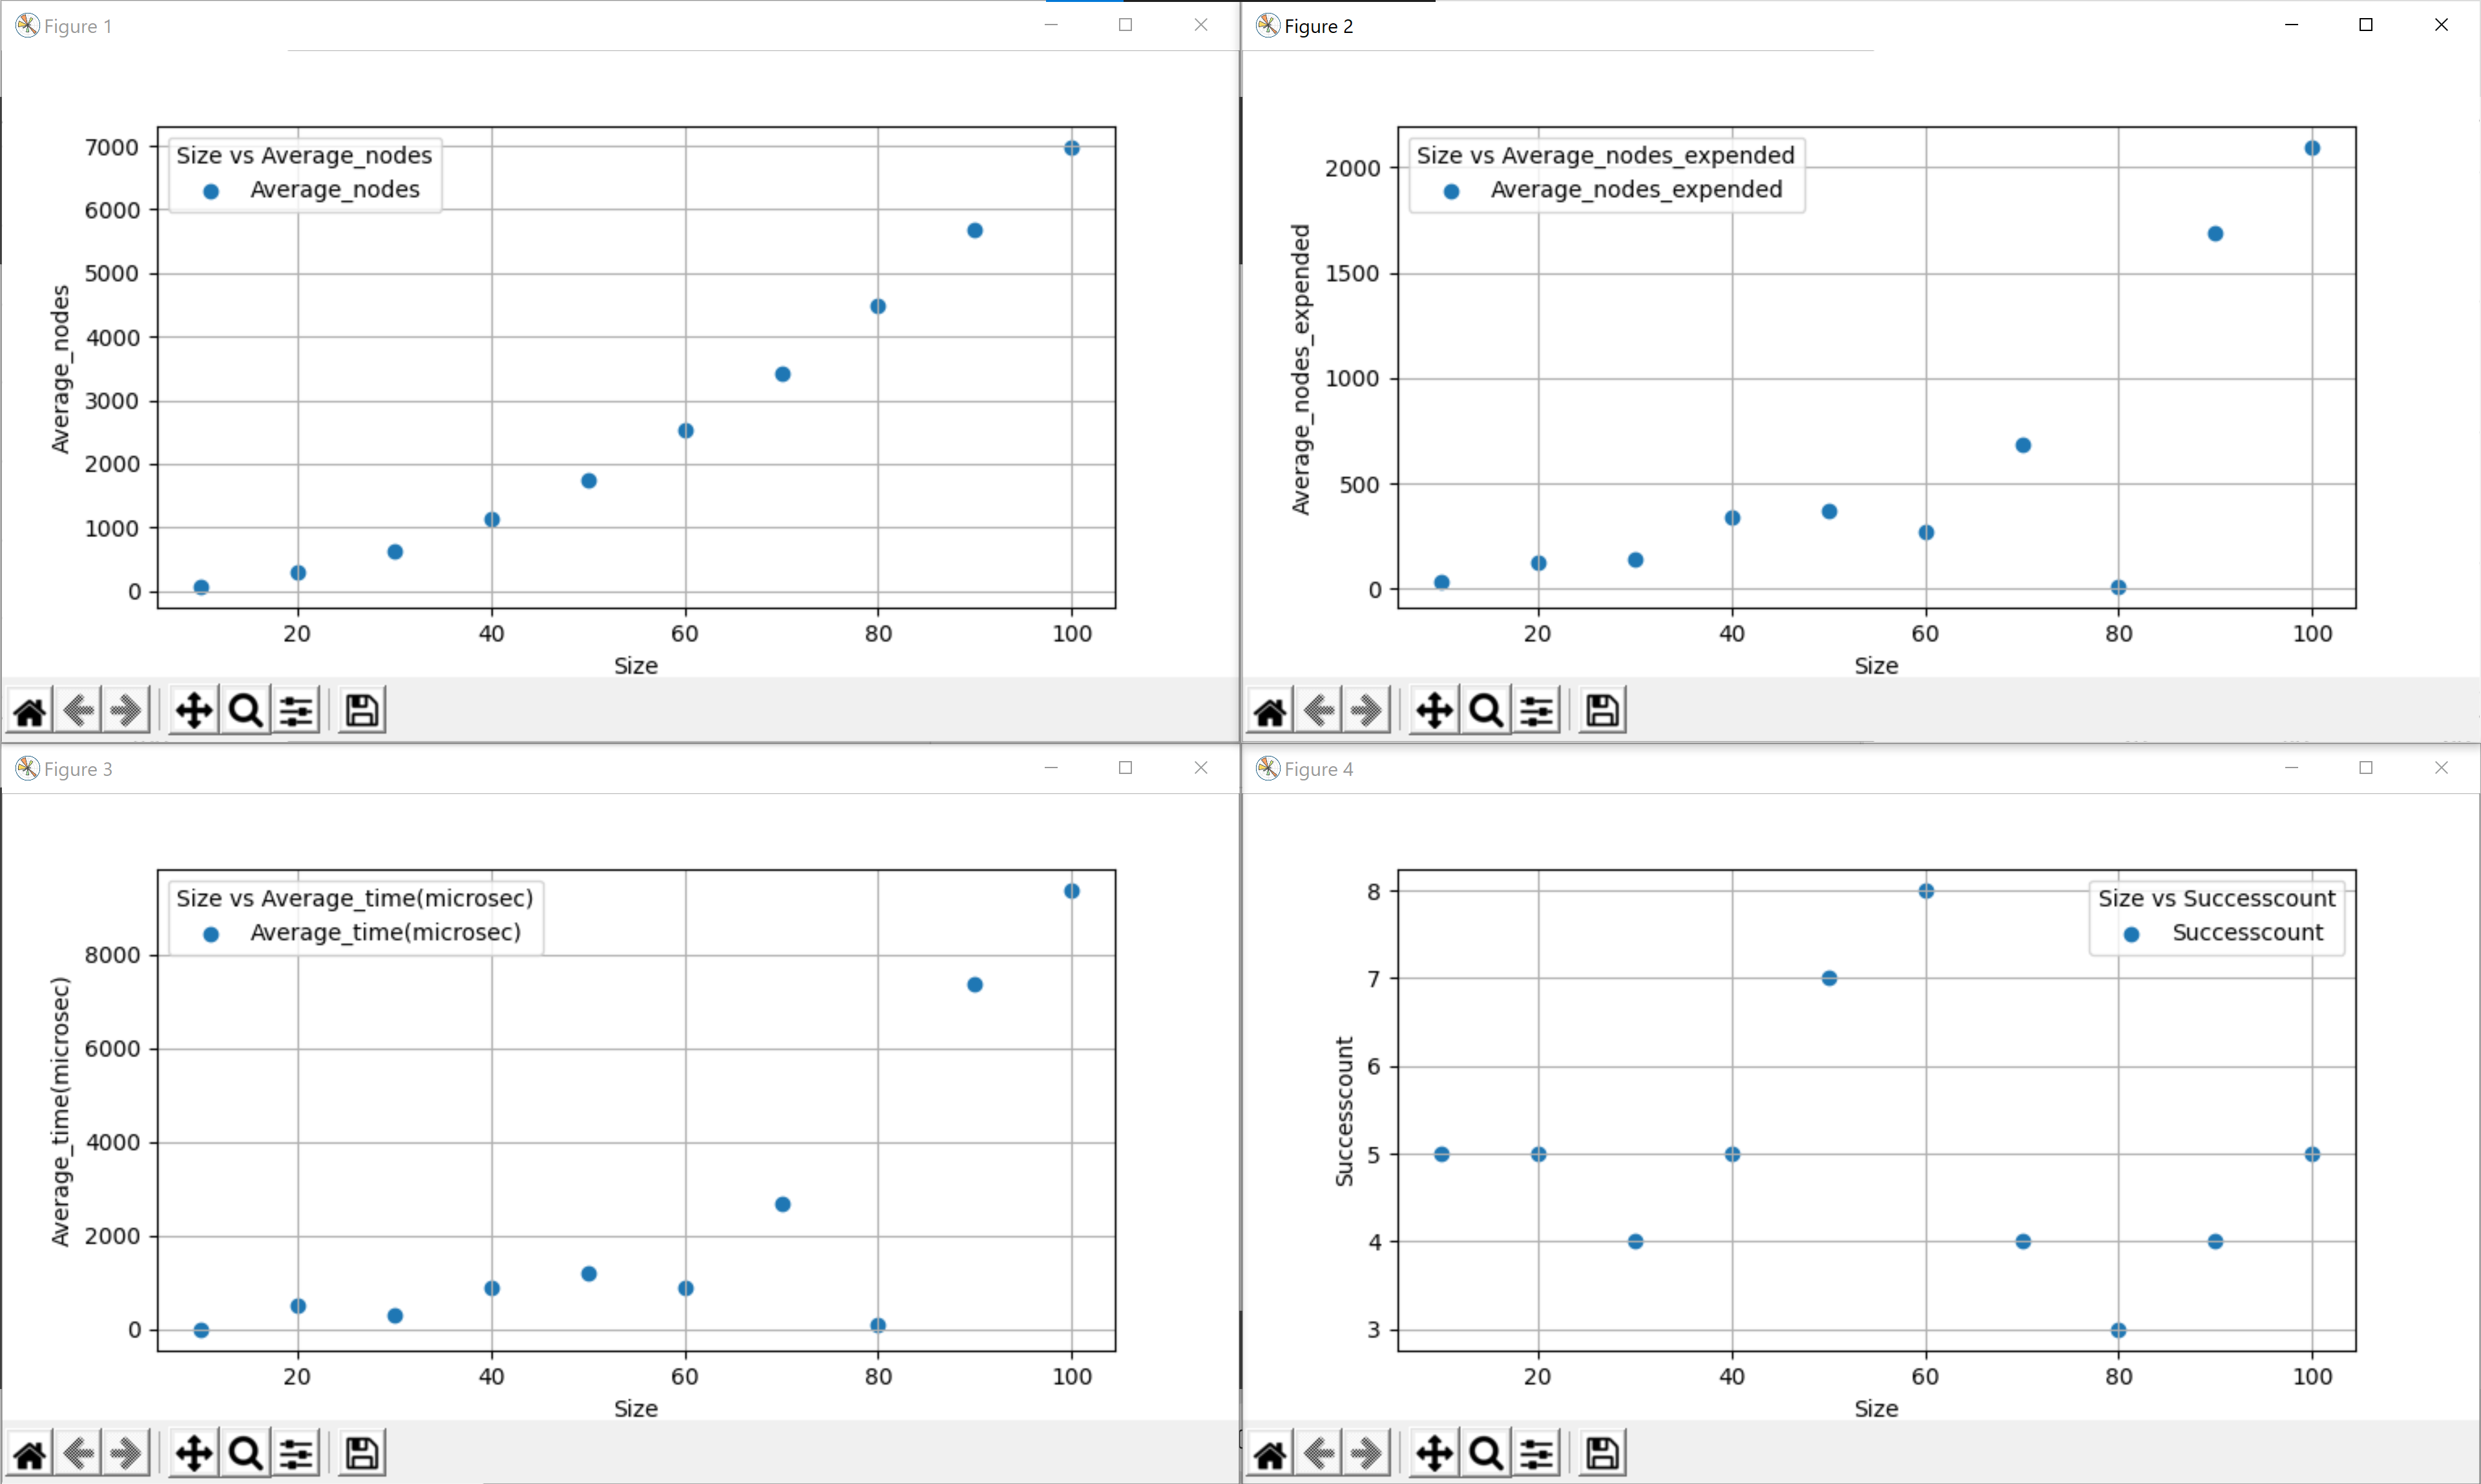 Figure 1
Size vs Average_nodes
Average_nodes
7000
6000
5000
4000
3000
2000
1000
0
Average_nodes
20 40 60 80 100
Size
Figure 2
Size vs Average_nodes_expended
Average_nodes_expended
2000
1500
1000
500
0
Average_nodes_expended
20 40 60 80 100
Size
Figure 3
Size vs Average_time(microsec)
Average_time(microsec)
8000
6000
4000
2000
0
Average_time(microsec)
20 40 60 80 100
Size
Figure 4
Size vs Successcount
Successcount
8
7
6
5
4
3
Successcount
20 40 60 80 100
Size